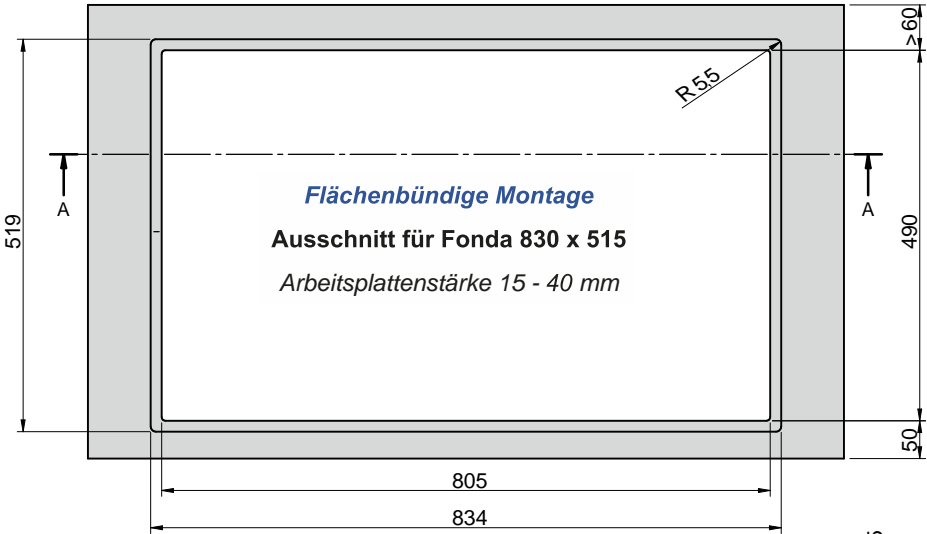 > 60
R 5,5
A
A
519
490
Flächenbündige Montage
Ausschnitt für Fonda 830 x 515
Arbeitsplattenstärke 15 - 40 mm
50
805
834